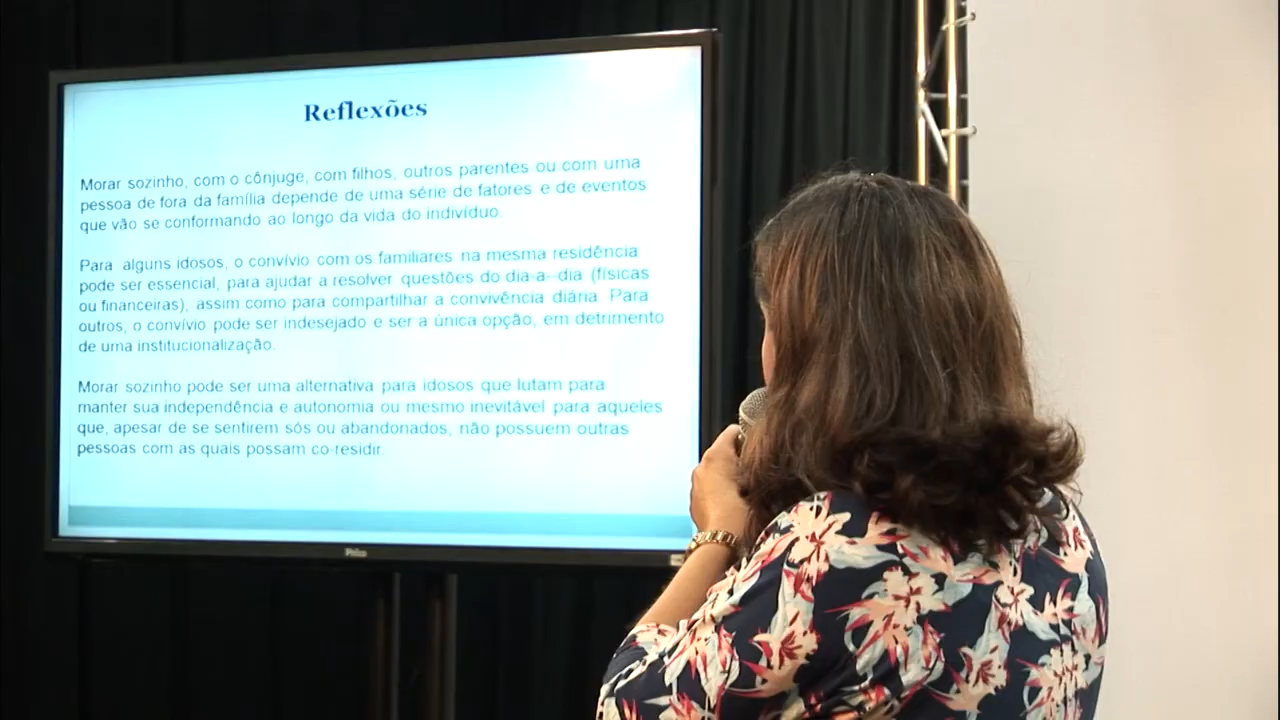 Reflexões
Morar sozinho, com o cônjuge, com filhos, outros parentes ou com uma
pessoa de fora da família depende de uma série de fatores e de eventos
que vão se conformando ao longo da vida do indivíduo.
Para alguns idosos, o convívio com os familiares na mesma residência
pode ser essencial, para ajudar a resolver questões do dia-a-dia (físicas
ou financeiras), assim como para compartilhar a convivência diária. Para
outros, o convívio pode ser indesejado e ser a única opção, em detrimento
de uma institucionalização.
Morar sozinho pode ser uma alternativa para idosos que lutam para
manter sua independência e autonomia ou mesmo inevitável para aqueles
que, apesar de se sentirem sós ou abandonados, não possuem outras
pessoas com as quais possam co-residir.
Philco